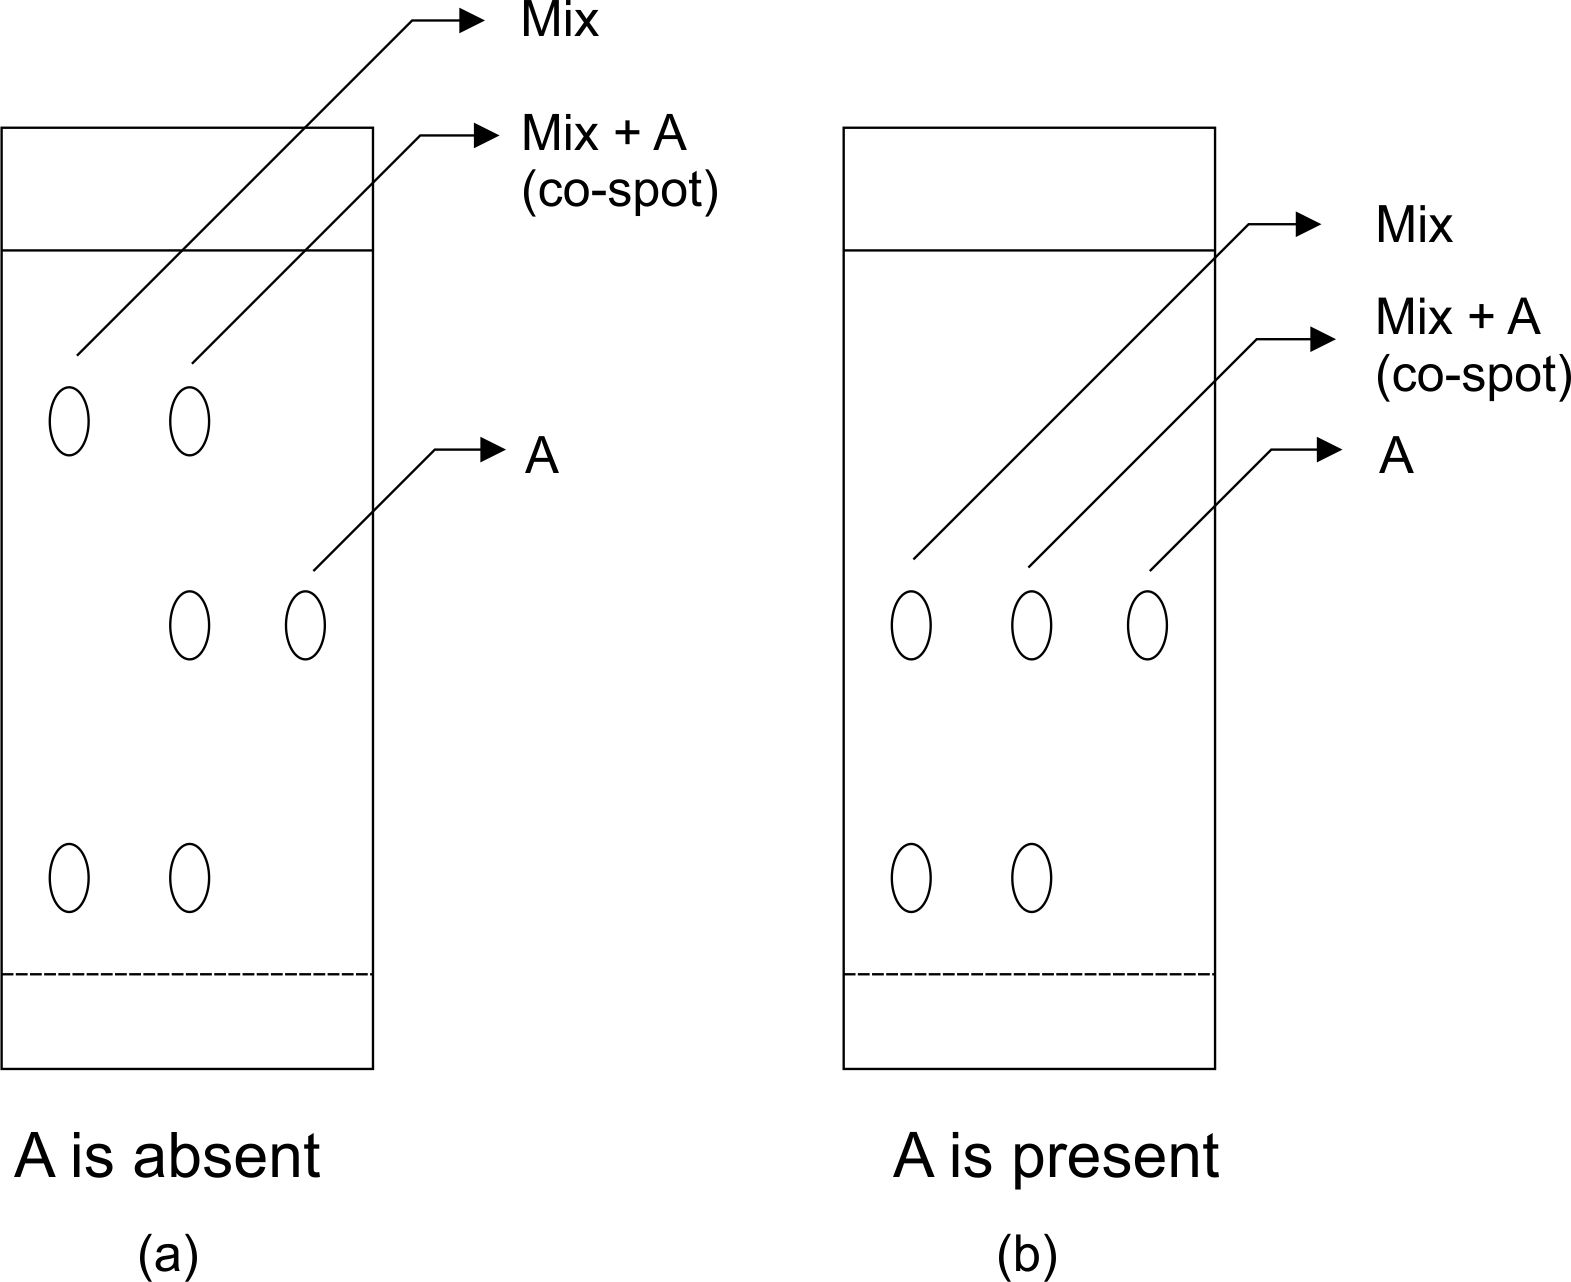 Mix
Mix + A
(co-spot)
A
A is absent
(a)
Mix
Mix + A
(co-spot)
A
A is present
(b)